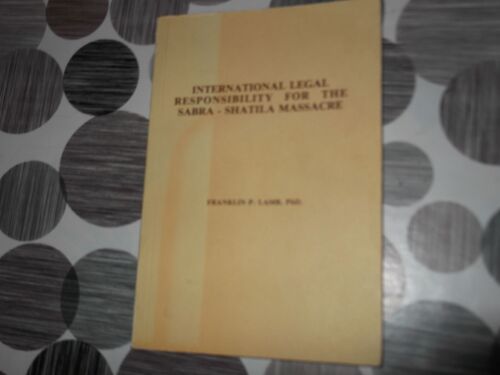 INTERNATIONAL LEGAL
RESPONSIBILITY FOR THE
SABRA - SHATILA MASSACRE
FRANKLIN P. LAMB, PhD.